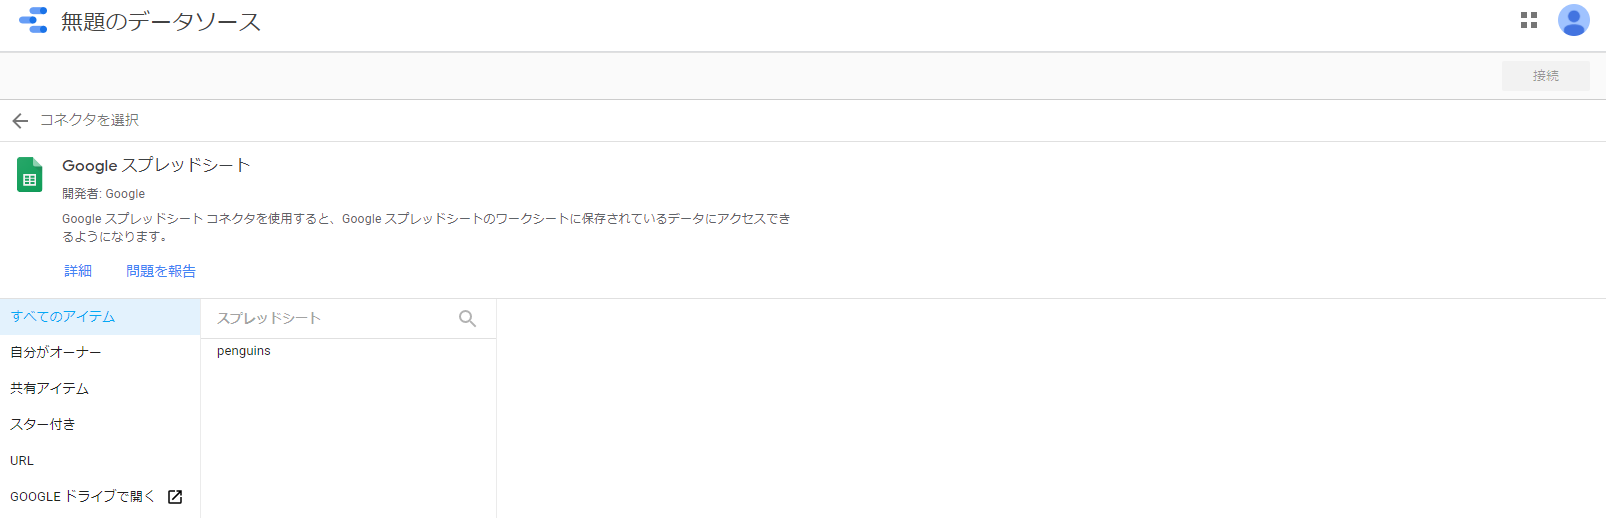 無題のデータソース
接続
コネクタを選択
Google スプレッドシート
開発者: Google
Google スプレッドシート コネクタを使用すると、Google スプレッドシートのワークシートに保存されているデータにアクセスでき
るようになります。
詳細 問題を報告
すべてのアイテム
自分がオーナー
共有アイテム
スター付き
URL
GOOGLE ドライブで開く
スプレッドシート
penguins